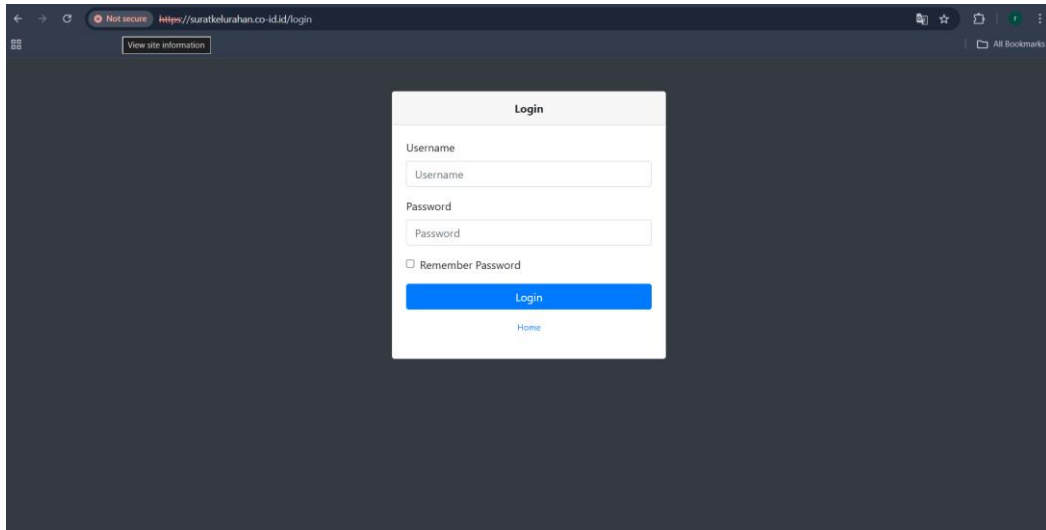 Not secure https://suratkelurahan.co-id.id/login
View site information
All Bookmarks
Login
Username
Username
Password
Password
Remember Password
Login
Home